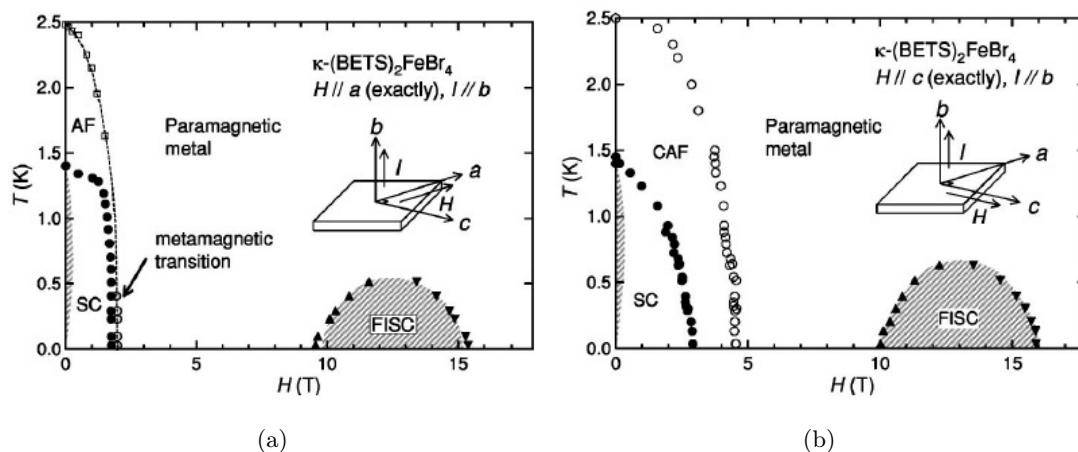 2.5
2.0
1.5
1.0
0.5
0.0
T (K)
0
5
10
15
H (T)
κ-(BETS)₂FeBr₄
H // a (exactly), I // b
AF
Paramagnetic
metal
b
I
a
H
c
metamagnetic
transition
SC
FISC
(a)
2.5
2.0
1.5
1.0
0.5
0.0
T (K)
0
5
10
15
H (T)
κ-(BETS)₂FeBr₄
H // c (exactly), I // b
CAF
Paramagnetic
metal
b
I
a
H
c
SC
FISC
(b)